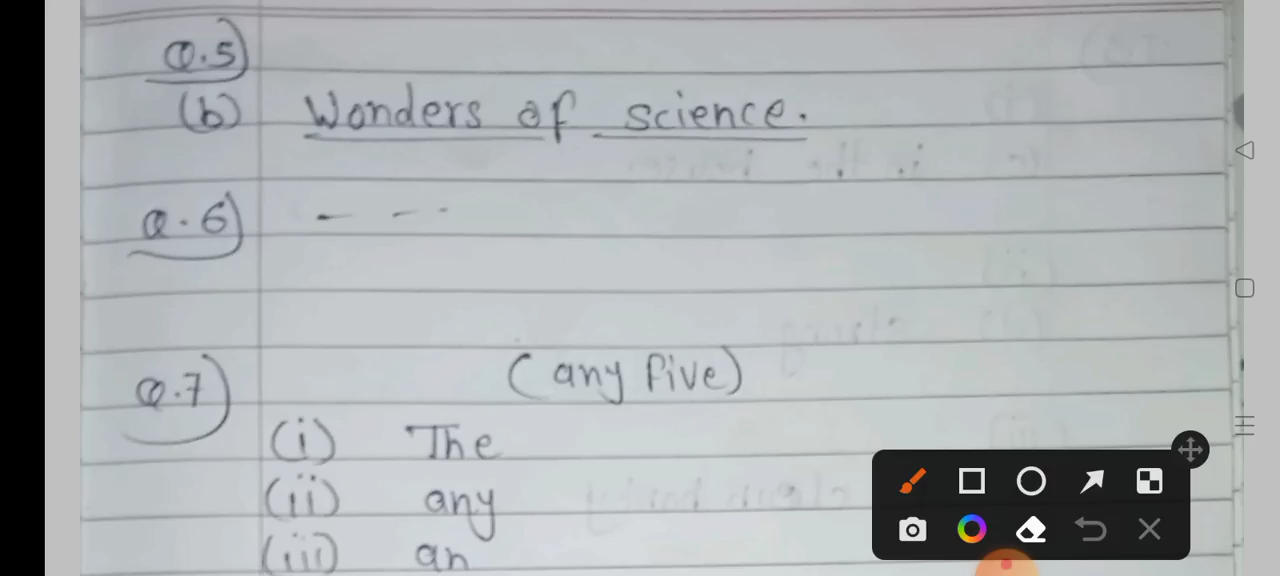 Q.5)
(b) Wonders of science.
Q.6) - - -
Q.7) (any five)
(i) The
(ii) any
(iii) an